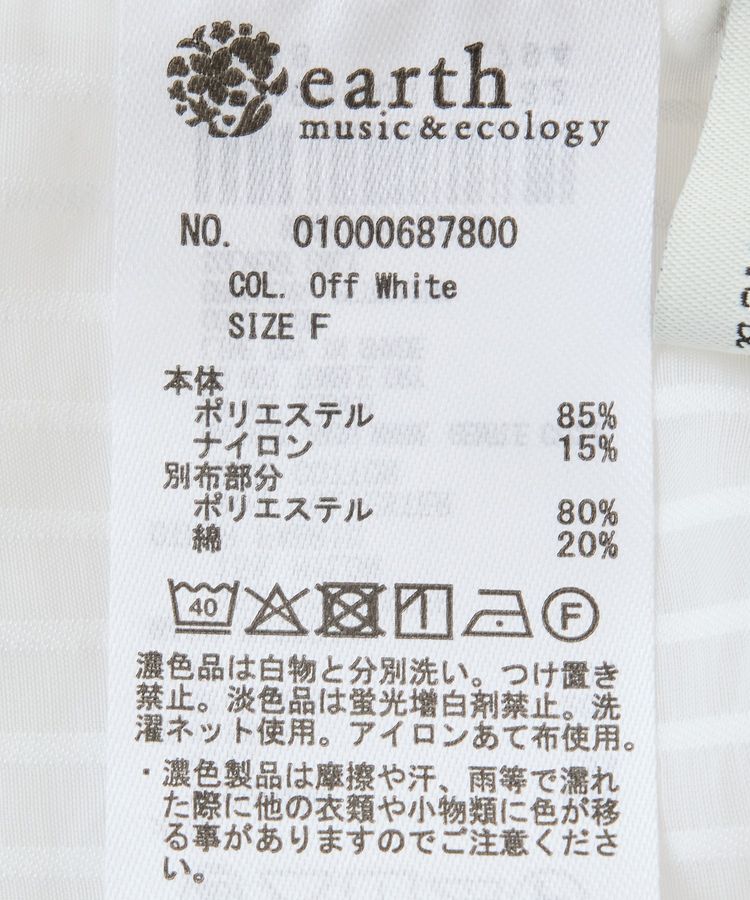 earth
music & ecology
NO. 01000687800
COL. Off White
SIZE F
本体
ポリエステル 85%
ナイロン 15%
別布部分
ポリエステル 80%
綿 20%
40
F
濃色品は白物と分別洗い。つけ置き
禁止。淡色品は蛍光増白剤禁止。洗
濯ネット使用。アイロンあて布使用。
・濃色製品は摩擦や汗、雨等で濡れ
た際に他の衣類や小物類に色が移
る事がありますのでご注意くださ
い。